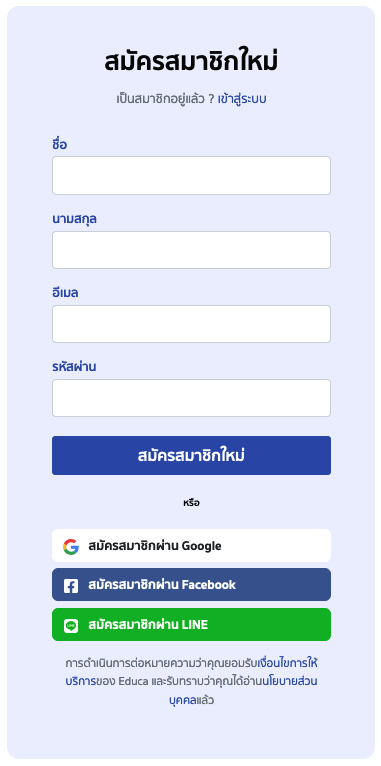 สมัครสมาชิกใหม่
เป็นสมาชิกอยู่แล้ว ? เข้าสู่ระบบ
ชื่อ
นามสกุล
อีเมล
รหัสผ่าน
สมัครสมาชิกใหม่
หรือ
สมัครสมาชิกผ่าน Google
สมัครสมาชิกผ่าน Facebook
สมัครสมาชิกผ่าน LINE
การดำเนินการต่อหมายความว่าคุณยอมรับเงื่อนไขการให้
บริการของ Educa และรับทราบว่าคุณได้อ่านนโยบายส่วน
บุคคลแล้ว